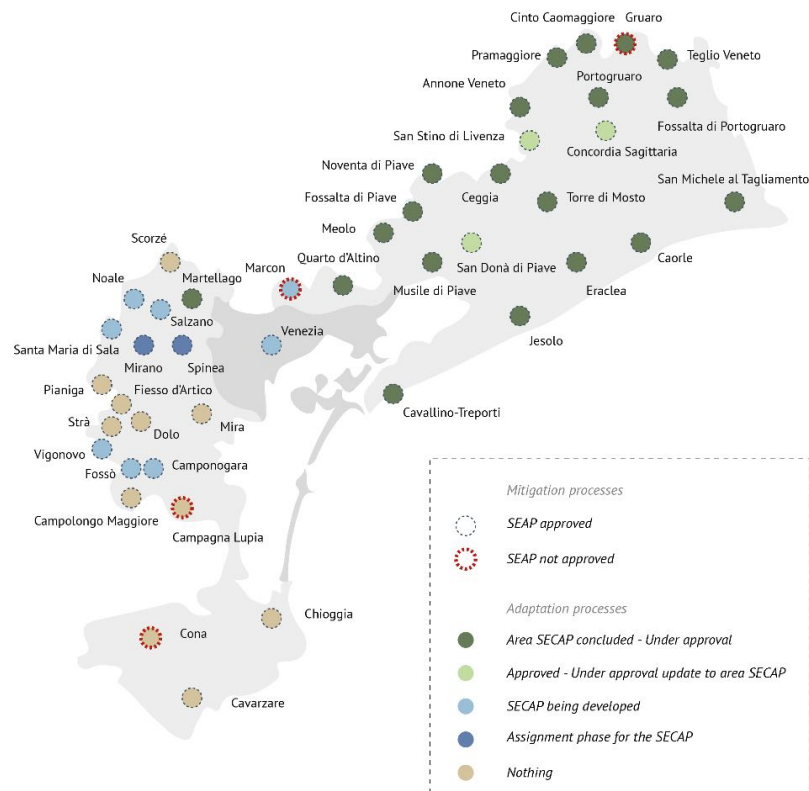 Cinto Caomaggiore
Gruaro
Pramaggiore
Teglio Veneto
Portogruaro
Annone Veneto
Fossalta di Portogruaro
San Stino di Livenza
Concordia Sagittaria
Noventa di Piave
San Michele al Tagliamento
Fossalta di Piave
Ceggia
Torre di Mosto
Meolo
Scorzé
Quarto d'Altino
Marcon
San Donà di Piave
Caorle
Noale
Martellago
Musile di Piave
Eraclea
Salzano
Venezia
Santa Maria di Sala
Jesolo
Mirano
Spinea
Pianiga
Fiesso d'Artico
Cavallino-Treporti
Strà
Dolo
Mira
Vigonovo
Fossò
Camponogara
Campolongo Maggiore
Campagna Lupia
Chioggia
Cona
Cavarzare
Mitigation processes
SEAP approved
SEAP not approved
Adaptation processes
Area SECAP concluded - Under approval
Approved - Under approval update to area SECAP
SECAP being developed
Assignment phase for the SECAP
Nothing